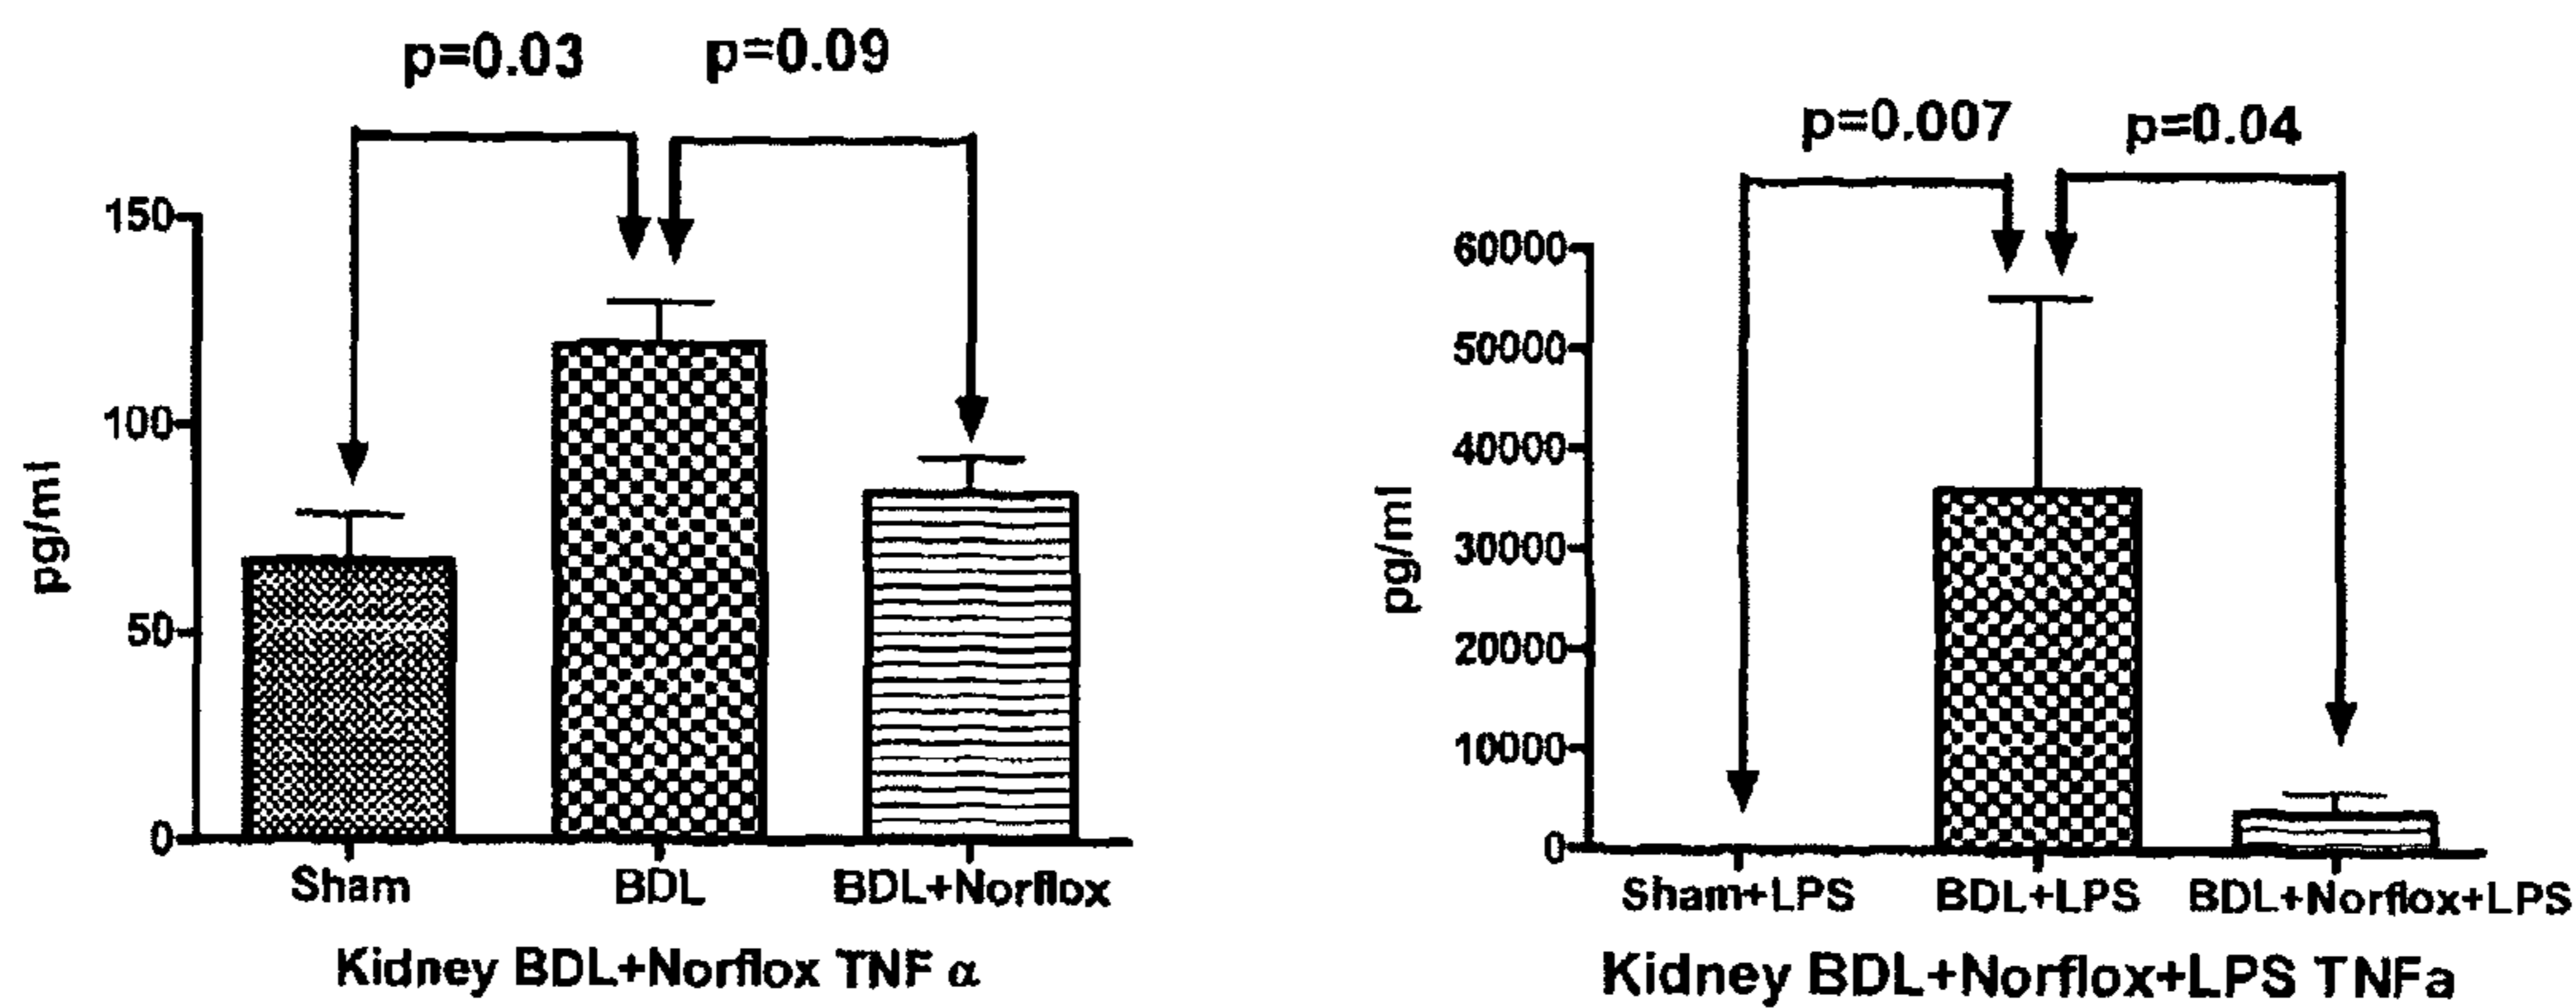 p=0.03 p=0.09
150
100
50
0
pg/ml
Sham BDL BDL+Norflox
Kidney BDL+Norflox TNF α
p=0.007 p=0.04
60000
50000
40000
30000
20000
10000
0
pg/ml
Sham+LPS BDL+LPS BDL+Norflox+LPS
Kidney BDL+Norflox+LPS TNFa